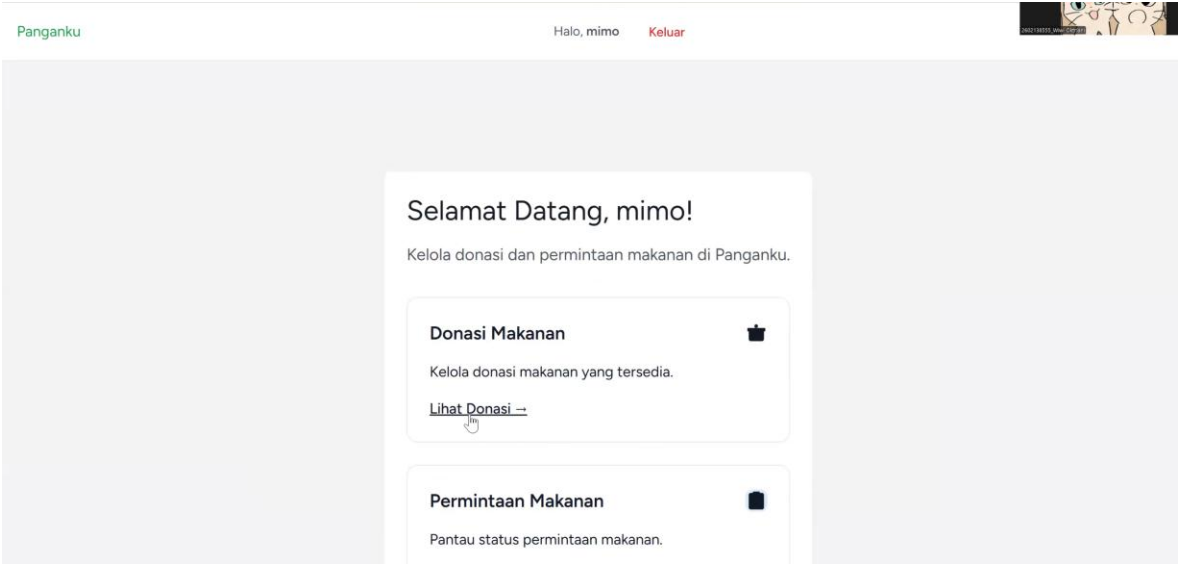 Panganku
Halo, mimo
Keluar
Selamat Datang, mimo!
Kelola donasi dan permintaan makanan di Panganku.
Donasi Makanan
Kelola donasi makanan yang tersedia.
Lihat Donasi →
Permintaan Makanan
Pantau status permintaan makanan.